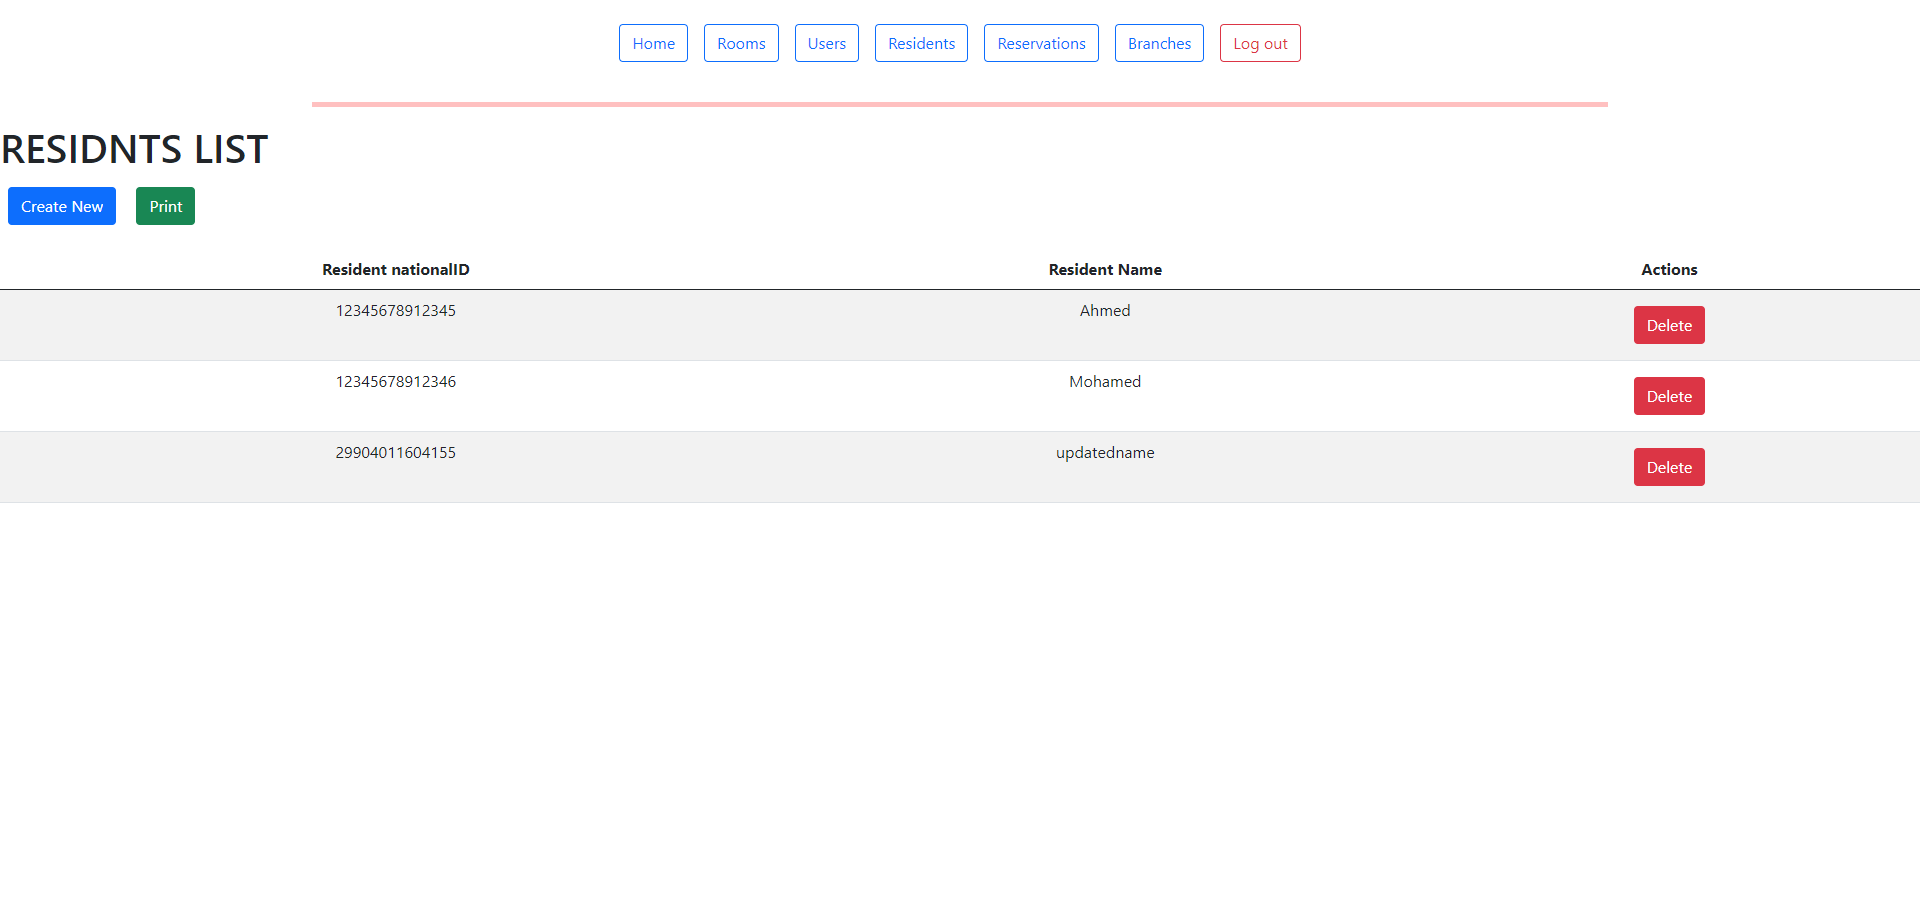 Home Rooms Users Residents Reservations Branches Log out
RESIDNTS LIST
Create New Print
Resident nationalID Resident Name Actions
12345678912345 Ahmed Delete
12345678912346 Mohamed Delete
29904011604155 updatedname Delete